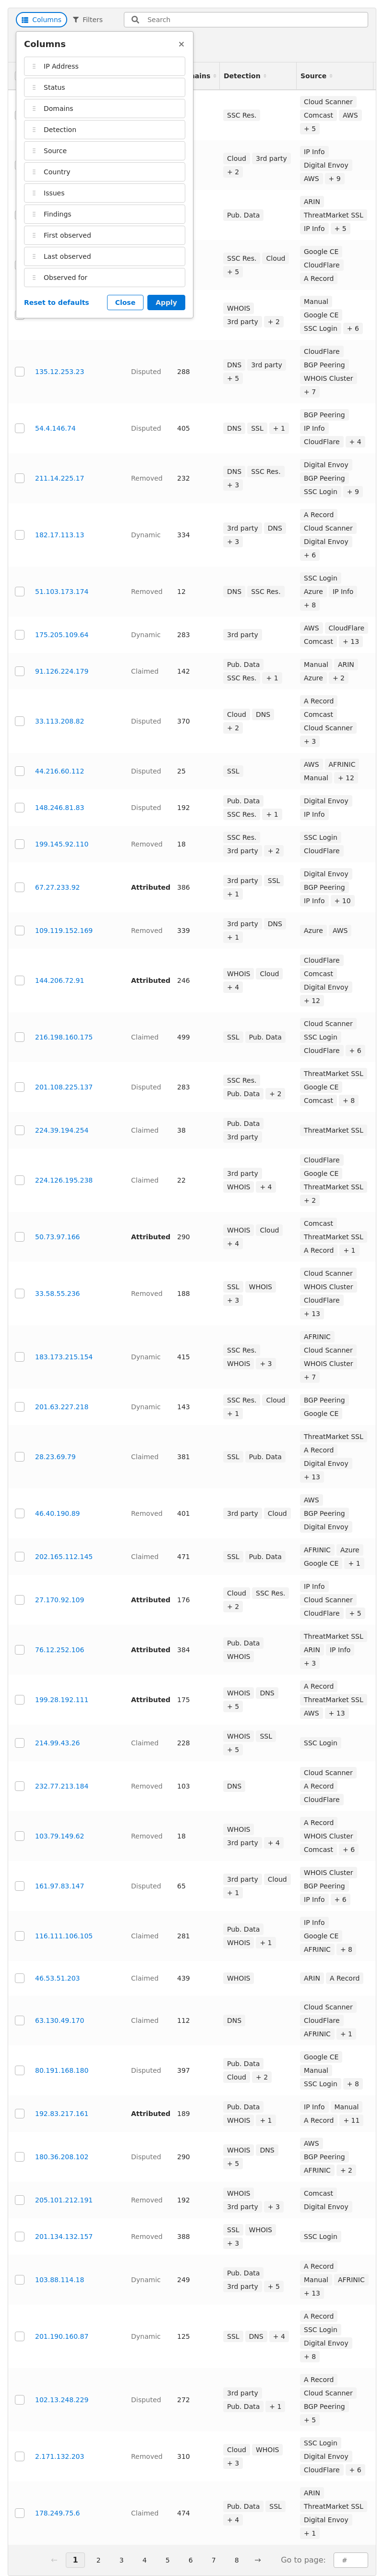 Columns Filters Search
Columns ×
IP Address
Status
Domains
Detection
Source
Country
Issues
Findings
First observed
Last observed
Observed for
Reset to defaults Close Apply
mains Detection Source
SSC Res. Cloud Scanner
Comcast AWS
+ 5
Cloud 3rd party
+ 2 IP Info
Digital Envoy
AWS + 9
Pub. Data ARIN
ThreatMarket SSL
IP Info + 5
SSC Res. Cloud
+ 5 Google CE
CloudFlare
A Record
WHOIS
3rd party + 2 Manual
Google CE
SSC Login + 6
135.12.253.23 Disputed 288 DNS 3rd party
+ 5 CloudFlare
BGP Peering
WHOIS Cluster
+ 7
54.4.146.74 Disputed 405 DNS SSL + 1 BGP Peering
IP Info
CloudFlare + 4
211.14.225.17 Removed 232 DNS SSC Res.
+ 3 Digital Envoy
BGP Peering
SSC Login + 9
182.17.113.13 Dynamic 334 3rd party DNS
+ 3 A Record
Cloud Scanner
Digital Envoy
+ 6
51.103.173.174 Removed 12 DNS SSC Res. SSC Login
Azure IP Info
+ 8
175.205.109.64 Dynamic 283 3rd party AWS CloudFlare
Comcast + 13
91.126.224.179 Claimed 142 Pub. Data
SSC Res. + 1 Manual ARIN
Azure + 2
33.113.208.82 Disputed 370 Cloud DNS
+ 2 A Record
Comcast
Cloud Scanner
+ 3
44.216.60.112 Disputed 25 SSL AWS AFRINIC
Manual + 12
148.246.81.83 Disputed 192 Pub. Data
SSC Res. + 1 Digital Envoy
IP Info
199.145.92.110 Removed 18 SSC Res.
3rd party + 2 SSC Login
CloudFlare
67.27.233.92 Attributed 386 3rd party SSL
+ 1 Digital Envoy
BGP Peering
IP Info + 10
109.119.152.169 Removed 339 3rd party DNS
+ 1 Azure AWS
144.206.72.91 Attributed 246 WHOIS Cloud
+ 4 CloudFlare
Comcast
Digital Envoy
+ 12
216.198.160.175 Claimed 499 SSL Pub. Data Cloud Scanner
SSC Login
CloudFlare + 6
201.108.225.137 Disputed 283 SSC Res.
Pub. Data + 2 ThreatMarket SSL
Google CE
Comcast + 8
224.39.194.254 Claimed 38 Pub. Data
3rd party ThreatMarket SSL
224.126.195.238 Claimed 22 3rd party
WHOIS + 4 CloudFlare
Google CE
ThreatMarket SSL
+ 2
50.73.97.166 Attributed 290 WHOIS Cloud
+ 4 Comcast
ThreatMarket SSL
A Record + 1
33.58.55.236 Removed 188 SSL WHOIS
+ 3 Cloud Scanner
WHOIS Cluster
CloudFlare
+ 13
183.173.215.154 Dynamic 415 SSC Res.
WHOIS + 3 AFRINIC
Cloud Scanner
WHOIS Cluster
+ 7
201.63.227.218 Dynamic 143 SSC Res. Cloud
+ 1 BGP Peering
Google CE
28.23.69.79 Claimed 381 SSL Pub. Data ThreatMarket SSL
A Record
Digital Envoy
+ 13
46.40.190.89 Removed 401 3rd party Cloud AWS
BGP Peering
Digital Envoy
202.165.112.145 Claimed 471 SSL Pub. Data AFRINIC Azure
Google CE + 1
27.170.92.109 Attributed 176 Cloud SSC Res.
+ 2 IP Info
Cloud Scanner
CloudFlare + 5
76.12.252.106 Attributed 384 Pub. Data
WHOIS ThreatMarket SSL
ARIN IP Info
+ 3
199.28.192.111 Attributed 175 WHOIS DNS
+ 5 A Record
ThreatMarket SSL
AWS + 13
214.99.43.26 Claimed 228 WHOIS SSL
+ 5 SSC Login
232.77.213.184 Removed 103 DNS Cloud Scanner
A Record
CloudFlare
103.79.149.62 Removed 18 WHOIS
3rd party + 4 A Record
WHOIS Cluster
Comcast + 6
161.97.83.147 Disputed 65 3rd party Cloud
+ 1 WHOIS Cluster
BGP Peering
IP Info + 6
116.111.106.105 Claimed 281 Pub. Data
WHOIS + 1 IP Info
Google CE
AFRINIC + 8
46.53.51.203 Claimed 439 WHOIS ARIN A Record
63.130.49.170 Claimed 112 DNS Cloud Scanner
CloudFlare
AFRINIC + 1
80.191.168.180 Disputed 397 Pub. Data
Cloud + 2 Google CE
Manual
SSC Login + 8
192.83.217.161 Attributed 189 Pub. Data
WHOIS + 1 IP Info Manual
A Record + 11
180.36.208.102 Disputed 290 WHOIS DNS
+ 5 AWS
BGP Peering
AFRINIC + 2
205.101.212.191 Removed 192 WHOIS
3rd party + 3 Comcast
Digital Envoy
201.134.132.157 Removed 388 SSL WHOIS
+ 3 SSC Login
103.88.114.18 Dynamic 249 Pub. Data
3rd party + 5 A Record
Manual AFRINIC
+ 13
201.190.160.87 Dynamic 125 SSL DNS + 4 A Record
SSC Login
Digital Envoy
+ 8
102.13.248.229 Disputed 272 3rd party
Pub. Data + 1 A Record
Cloud Scanner
BGP Peering
+ 5
2.171.132.203 Removed 310 Cloud WHOIS
+ 3 SSC Login
Digital Envoy
CloudFlare + 6
178.249.75.6 Claimed 474 Pub. Data SSL
+ 4 ARIN
ThreatMarket SSL
Digital Envoy
+ 1
← 1 2 3 4 5 6 7 8 → Go to page: #